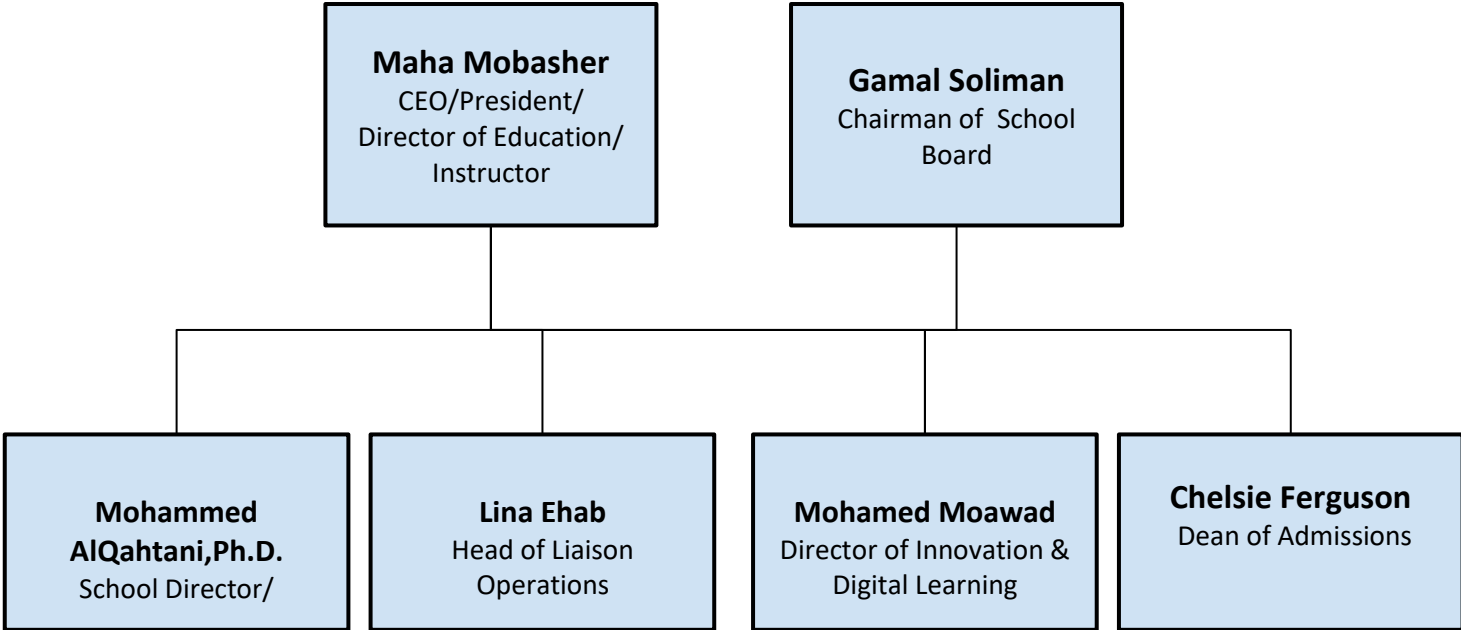 Maha Mobasher
CEO/President/
Director of Education/
Instructor
Gamal Soliman
Chairman of School
Board
Mohammed
AlQahtani,Ph.D.
School Director/
Lina Ehab
Head of Liaison
Operations
Mohamed Moawad
Director of Innovation &
Digital Learning
Chelsie Ferguson
Dean of Admissions